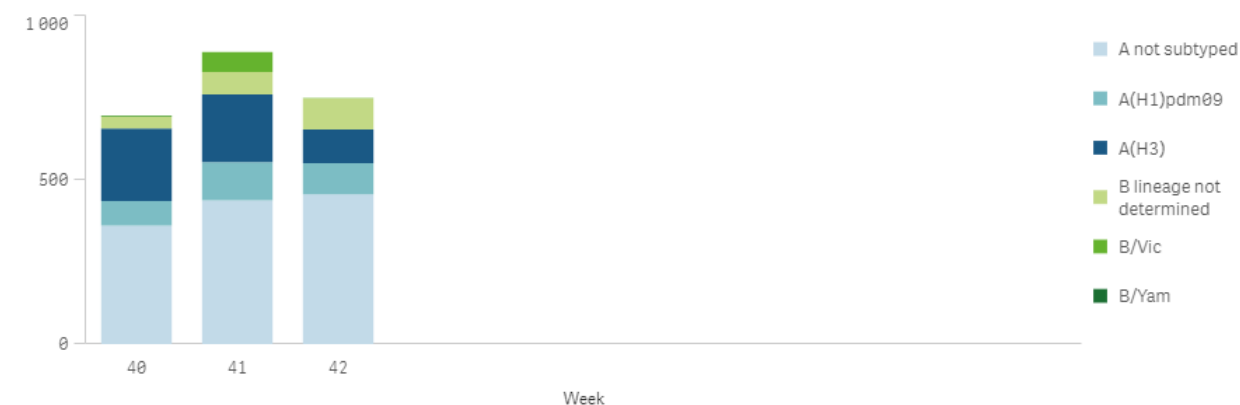 1 000
500
0
40
41
42
Week
A not subtyped
A(H1)pdm09
A(H3)
B lineage not
determined
B/Vic
B/Yam